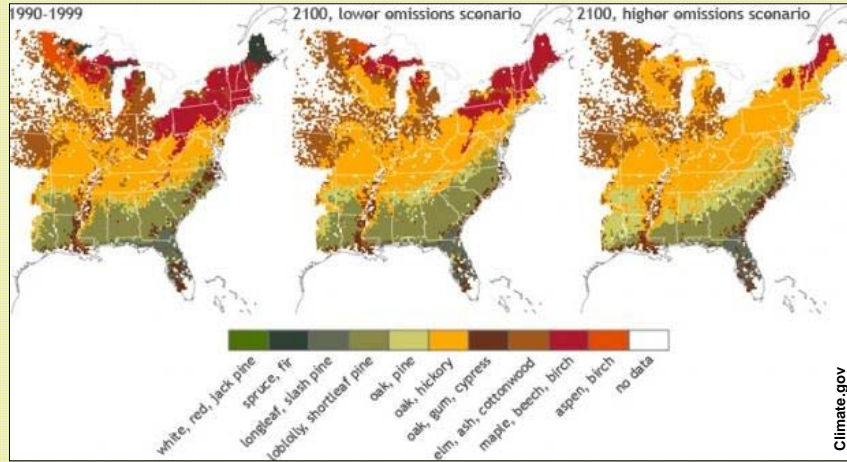 1990-1999
2100, lower emissions scenario
2100, higher emissions scenario
white, red, jack pine
spruce, fir
longleaf, slash pine
loblolly, shortleaf pine
oak, pine
oak, hickory
oak, gum, cypress
elm, ash, cottonwood
maple, beech, birch
aspen, birch
no data
Climate.gov